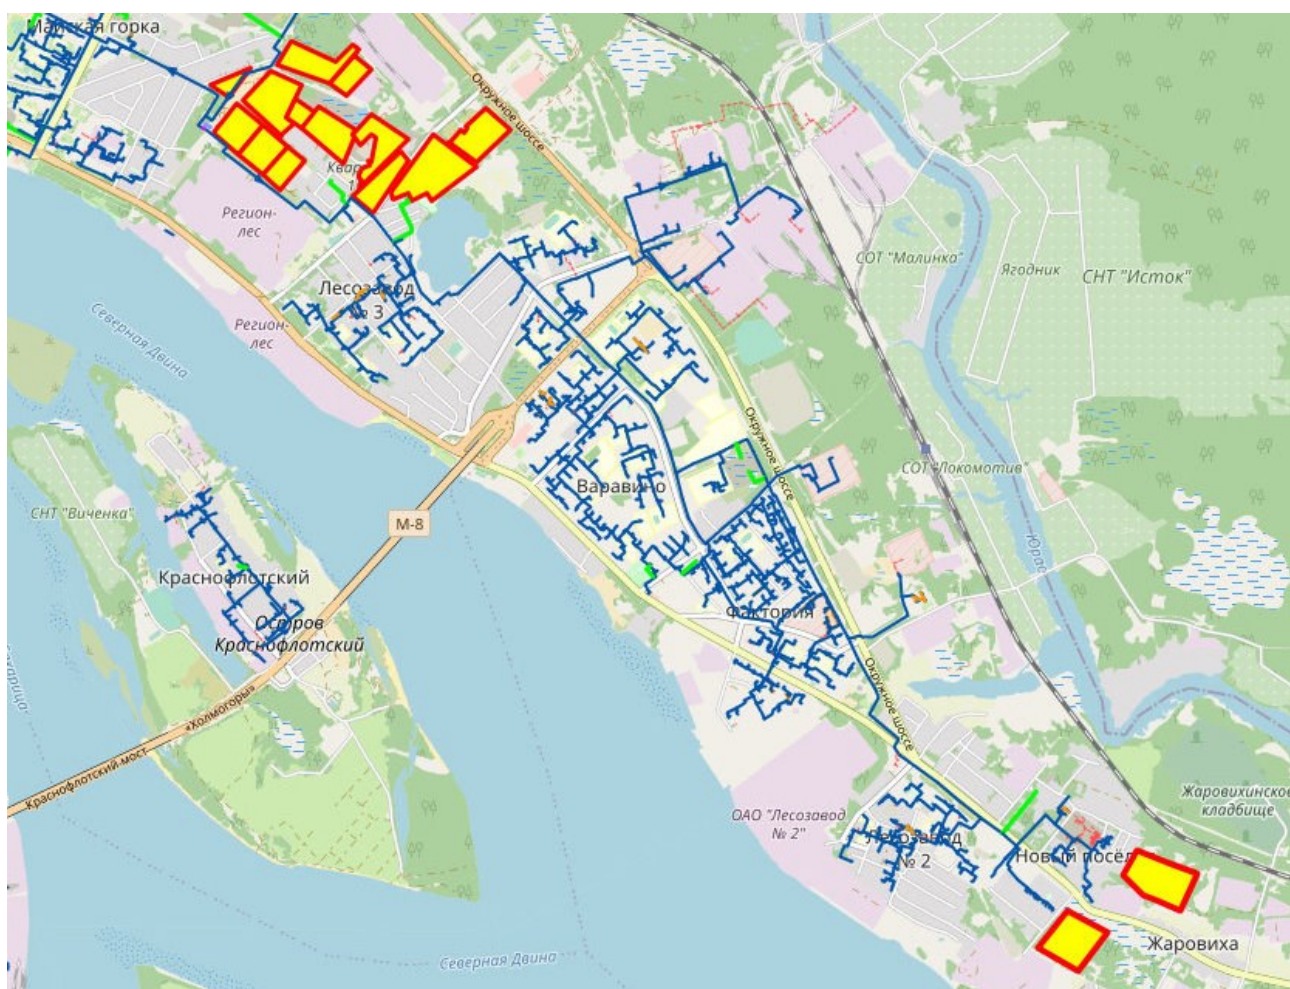 Майская горка
Окружное шоссе
Регион-
лес
СОТ "Малинка"
Ягодник
СНТ "Исток"
Лесозавод
№ 3
Северная Двина
Регион-
лес
Окружное шоссе
СОТ "Локомотив"
Варавино
СНТ "Виченка"
М-8
Юрас
Краснофлотский
Фактория
Остров
Краснофлотский
«Холмогоры»
Окружное шоссе
Краснофлотский мост
Жаровихинское
кладбище
ОАО "Лесозавод
№ 2"
Лесозавод
№ 2
Новый посёл
Жаровиха
Северная Двина